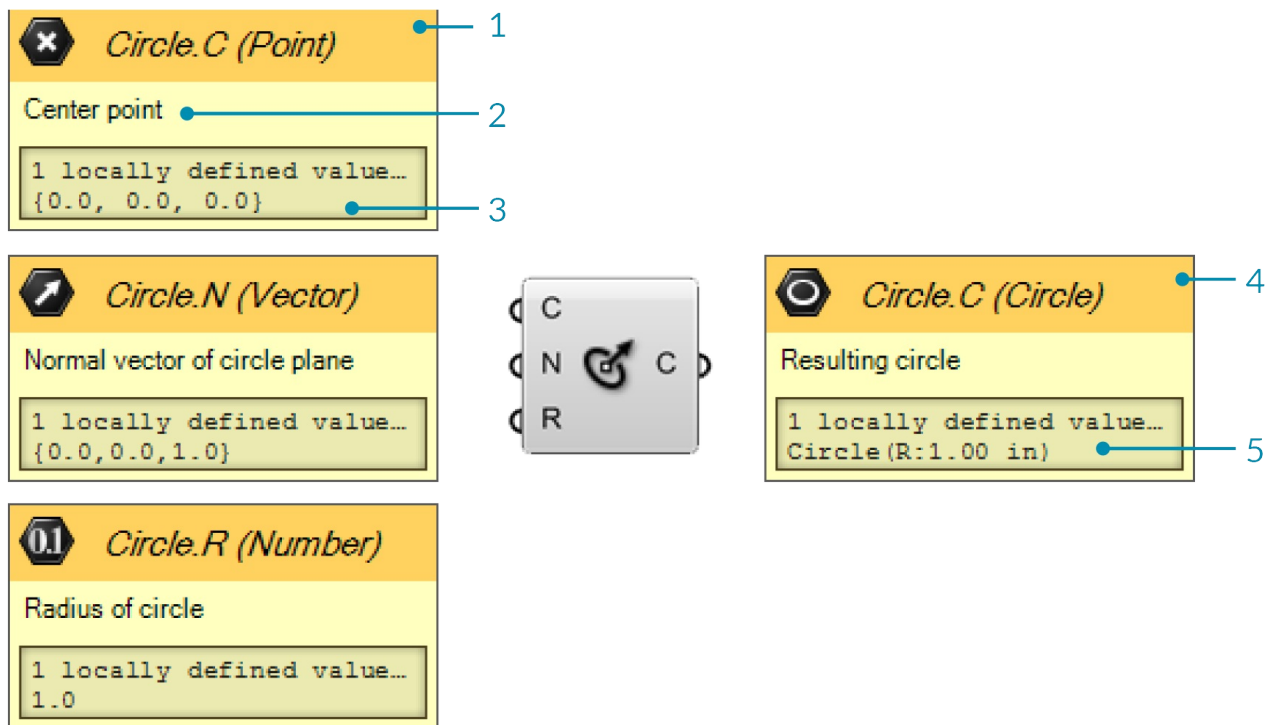 Circle.C (Point)
1
Center point
2
1 locally defined value…
{0.0, 0.0, 0.0}
3
Circle.N (Vector)
Normal vector of circle plane
1 locally defined value…
{0.0,0.0,1.0}
C
N
R
C
Circle.C (Circle)
4
Resulting circle
1 locally defined value…
Circle(R:1.00 in)
5
0.1
Circle.R (Number)
Radius of circle
1 locally defined value…
1.0